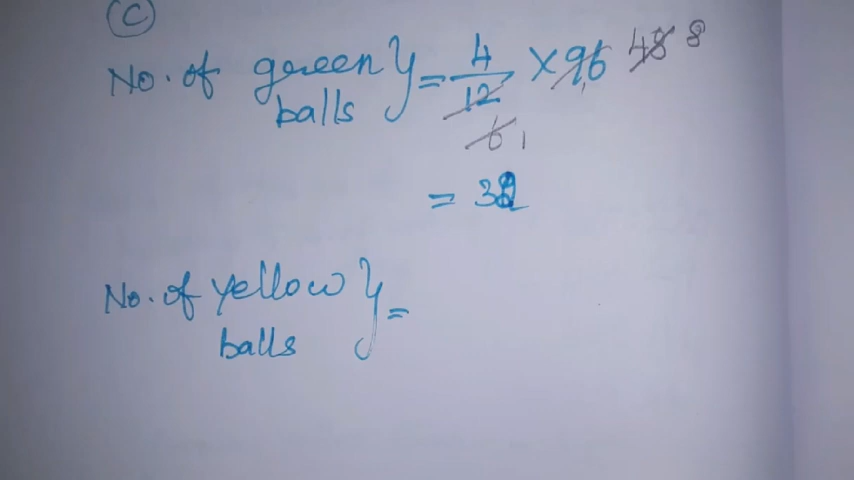 (C)
No. of green balls } = 4/12 × 96 48 8
6 1
= 32
No. of yellow balls } =